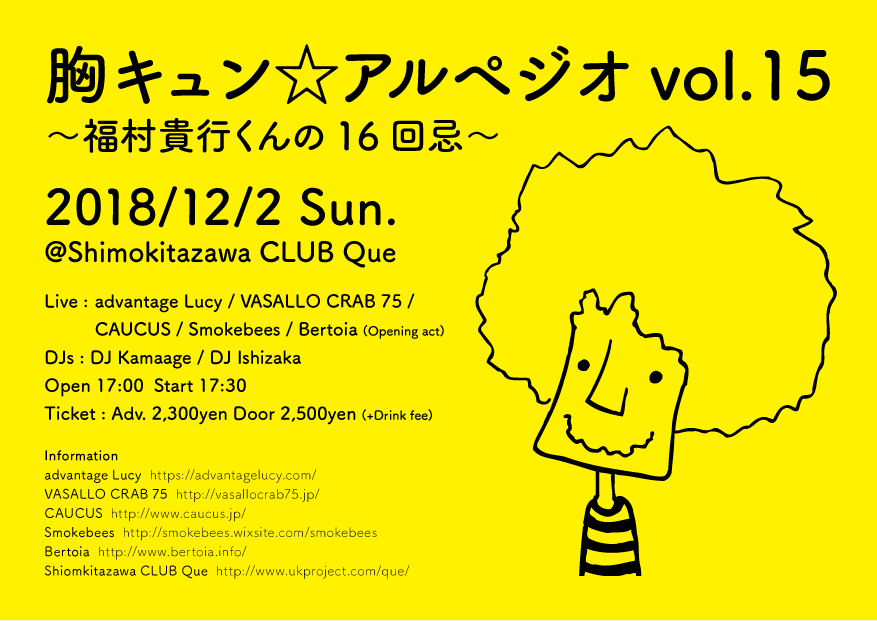 胸キュン☆アルペジオ vol.15
～福村貴行くんの 16 回忌～
2018/12/2 Sun.
@Shimokitazawa CLUB Que
Live : advantage Lucy / VASALLO CRAB 75 /
CAUCUS / Smokebees / Bertoia (Opening act)
DJs : DJ Kamaage / DJ Ishizaka
Open 17:00 Start 17:30
Ticket : Adv. 2,300yen Door 2,500yen (+Drink fee)
Information
advantage Lucy https://advantagelucy.com/
VASALLO CRAB 75 http://vasallocrab75.jp/
CAUCUS http://www.caucus.jp/
Smokebees http://smokebees.wixsite.com/smokebees
Bertoia http://www.bertoia.info/
Shiomkitazawa CLUB Que http://www.ukproject.com/que/